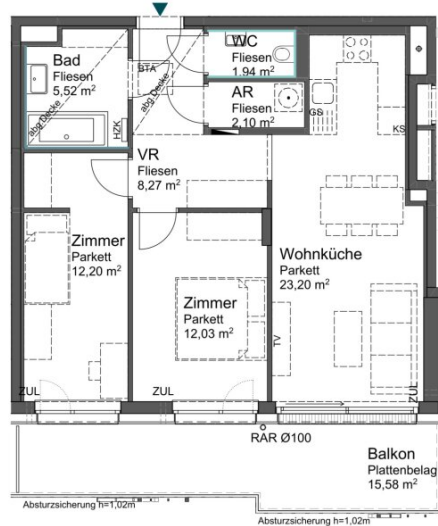 Bad
Fliesen
5,52 m²
abg Decke
HZK
BTA
abg Decke
WC
Fliesen
1,94 m²
AR
Fliesen
2,10 m²
GS
KS
VR
Fliesen
8,27 m²
Zimmer
Parkett
12,20 m²
Zimmer
Parkett
12,03 m²
Wohnküche
Parkett
23,20 m²
TV
ZUL
ZUL
ZUL
RAR Ø100
Balkon
Plattenbelag
15,58 m²
Absturzsicherung h=1,02m
Absturzsicherung h=1,02m